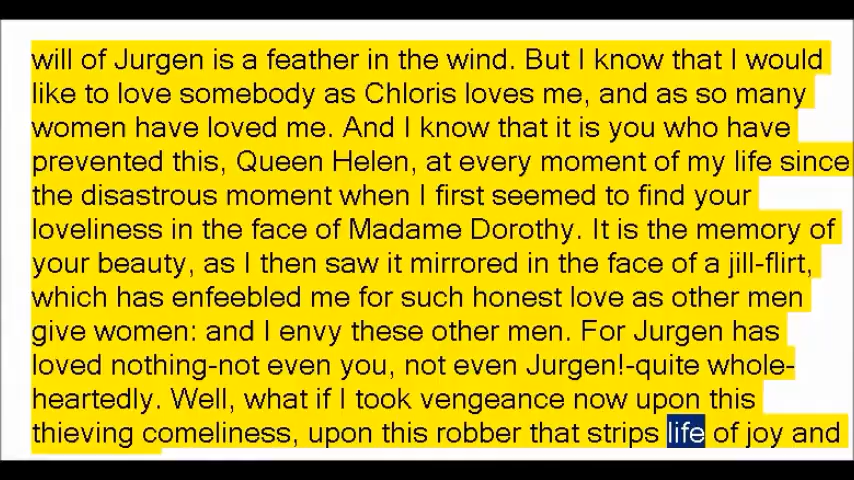 will of Jurgen is a feather in the wind. But I know that I would
like to love somebody as Chloris loves me, and as so many
women have loved me. And I know that it is you who have
prevented this, Queen Helen, at every moment of my life since
the disastrous moment when I first seemed to find your
loveliness in the face of Madame Dorothy. It is the memory of
your beauty, as I then saw it mirrored in the face of a jill-flirt,
which has enfeebled me for such honest love as other men
give women: and I envy these other men. For Jurgen has
loved nothing-not even you, not even Jurgen!-quite whole-
heartedly. Well, what if I took vengeance now upon this
thieving comeliness, upon this robber that strips life of joy and